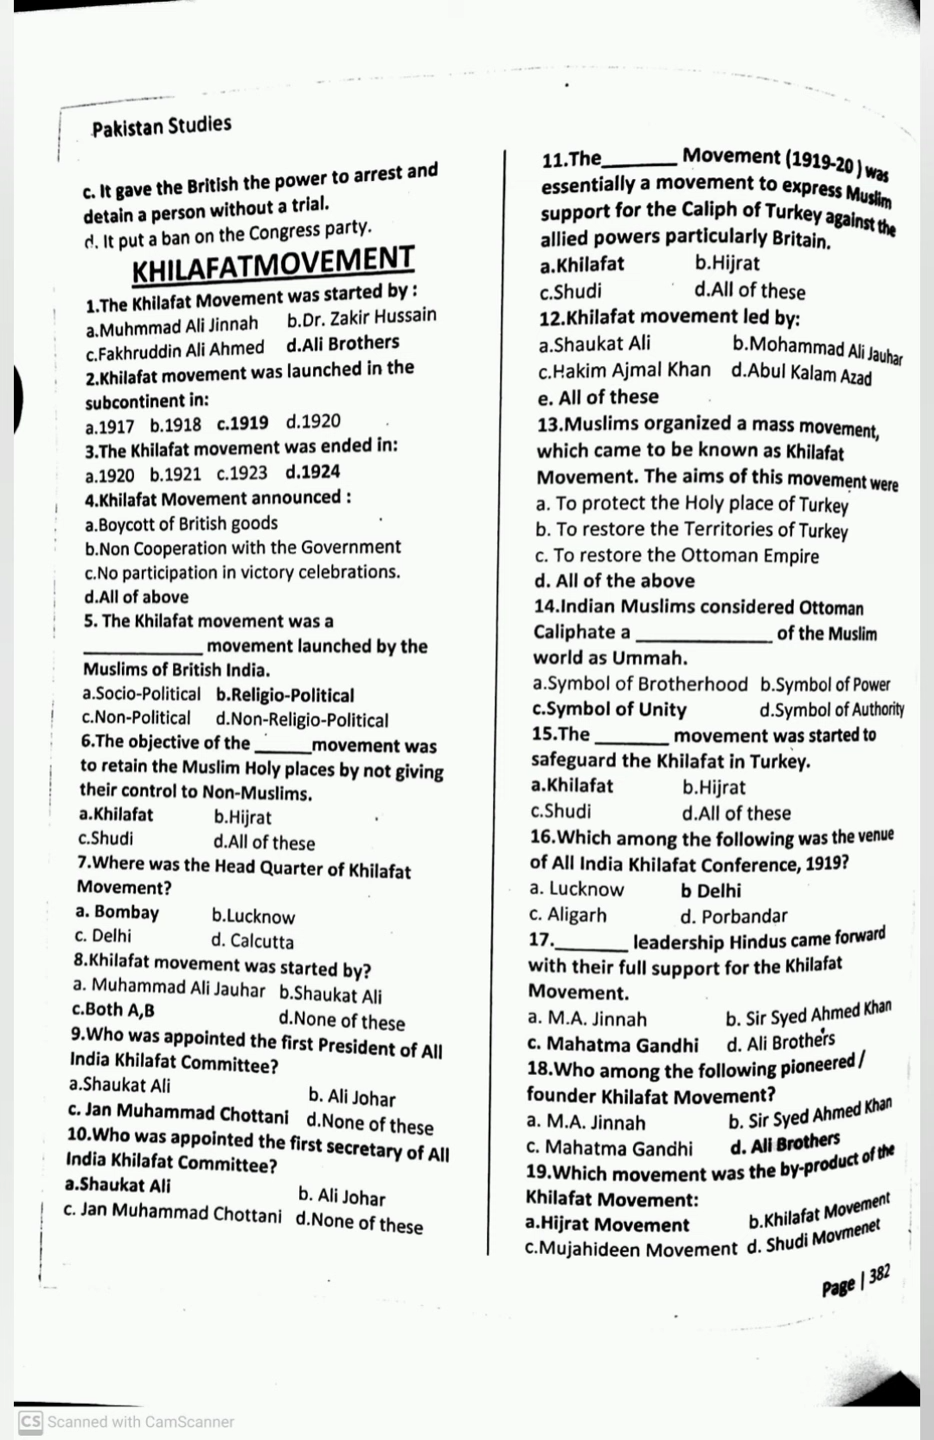 Pakistan Studies
c. It gave the British the power to arrest and
detain a person without a trial.
d. It put a ban on the Congress party.
KHILAFATMOVEMENT
1.The Khilafat Movement was started by :
a.Muhmmad Ali Jinnah b.Dr. Zakir Hussain
c.Fakhruddin Ali Ahmed d.Ali Brothers
2.Khilafat movement was launched in the
subcontinent in:
a.1917 b.1918 c.1919 d.1920
3.The Khilafat movement was ended in:
a.1920 b.1921 c.1923 d.1924
4.Khilafat Movement announced :
a.Boycott of British goods
b.Non Cooperation with the Government
c.No participation in victory celebrations.
d.All of above
5. The Khilafat movement was a
____________ movement launched by the
Muslims of British India.
a.Socio-Political b.Religio-Political
c.Non-Political d.Non-Religio-Political
6.The objective of the ______movement was
to retain the Muslim Holy places by not giving
their control to Non-Muslims.
a.Khilafat b.Hijrat
c.Shudi d.All of these
7.Where was the Head Quarter of Khilafat
Movement?
a. Bombay b.Lucknow
c. Delhi d. Calcutta
8.Khilafat movement was started by?
a. Muhammad Ali Jauhar b.Shaukat Ali
c.Both A,B d.None of these
9.Who was appointed the first President of All
India Khilafat Committee?
a.Shaukat Ali b. Ali Johar
c. Jan Muhammad Chottani d.None of these
10.Who was appointed the first secretary of All
India Khilafat Committee?
a.Shaukat Ali b. Ali Johar
c. Jan Muhammad Chottani d.None of these
11.The________ Movement (1919-20 ) was
essentially a movement to express Muslim
support for the Caliph of Turkey against the
allied powers particularly Britain.
a.Khilafat b.Hijrat
c.Shudi d.All of these
12.Khilafat movement led by:
a.Shaukat Ali b.Mohammad Ali Jauhar
c.Hakim Ajmal Khan d.Abul Kalam Azad
e. All of these
13.Muslims organized a mass movement,
which came to be known as Khilafat
Movement. The aims of this movement were
a. To protect the Holy place of Turkey
b. To restore the Territories of Turkey
c. To restore the Ottoman Empire
d. All of the above
14.Indian Muslims considered Ottoman
Caliphate a ______________ of the Muslim
world as Ummah.
a.Symbol of Brotherhood b.Symbol of Power
c.Symbol of Unity d.Symbol of Authority
15.The ________ movement was started to
safeguard the Khilafat in Turkey.
a.Khilafat b.Hijrat
c.Shudi d.All of these
16.Which among the following was the venue
of All India Khilafat Conference, 1919?
a. Lucknow b Delhi
c. Aligarh d. Porbandar
17.________ leadership Hindus came forward
with their full support for the Khilafat
Movement.
a. M.A. Jinnah b. Sir Syed Ahmed Khan
c. Mahatma Gandhi d. Ali Brothers
18.Who among the following pioneered /
founder Khilafat Movement?
a. M.A. Jinnah b. Sir Syed Ahmed Khan
c. Mahatma Gandhi d. Ali Brothers
19.Which movement was the by-product of the
Khilafat Movement:
a.Hijrat Movement b.Khilafat Movement
c.Mujahideen Movement d. Shudi Movmenet
Page | 382
CS Scanned with CamScanner